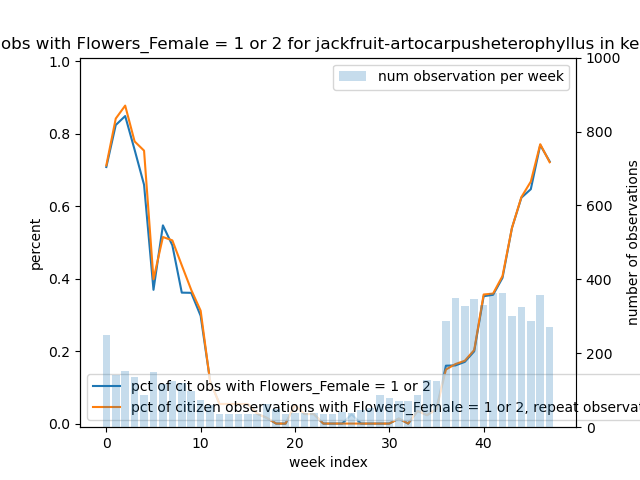 obs with Flowers_Female = 1 or 2 for jackfruit-artocarpusheterophyllus in
num observation per week
percent
1.0
0.8
0.6
0.4
0.2
0.0
1000
800
600
400
200
0
number of observations
pct of cit obs with Flowers_Female = 1 or 2
pct of citizen observations with Flowers_Female = 1 or 2, repeat
0
10
20
30
40
week index